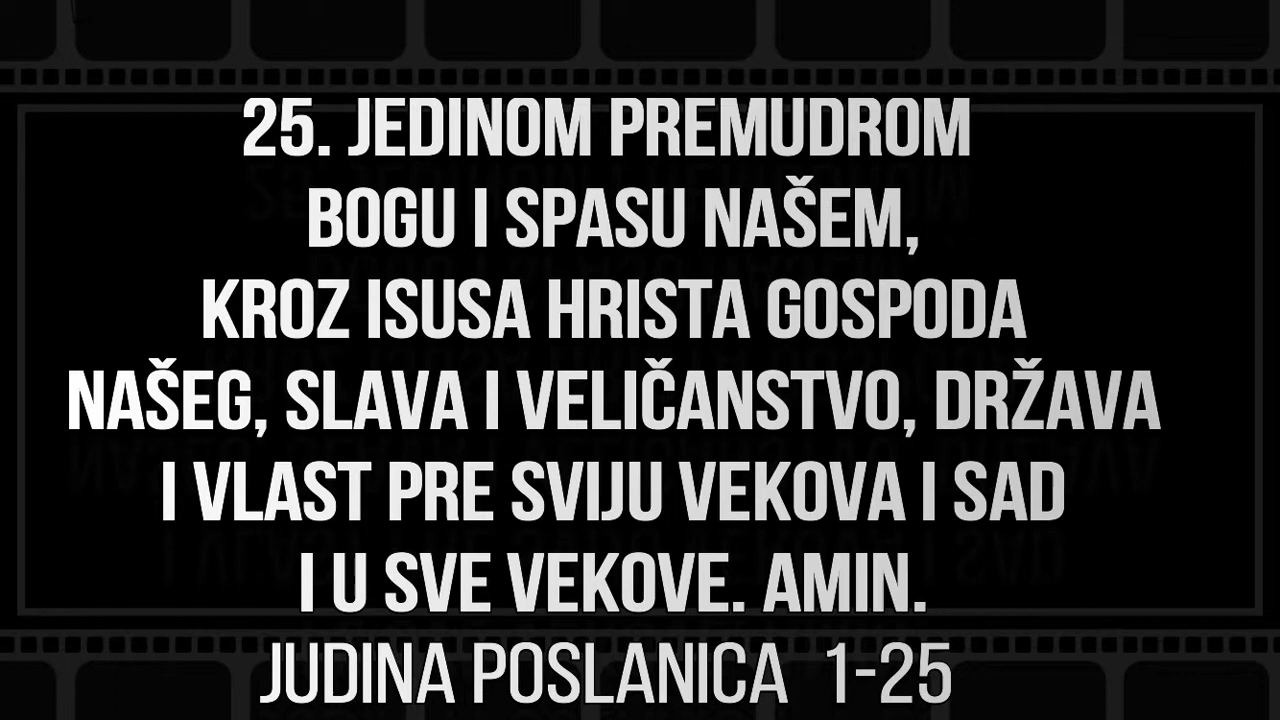 25. JEDINOM PREMUDROM
BOGU I SPASU NAŠEM,
KROZ ISUSA HRISTA GOSPODA
NAŠEG, SLAVA I VELIČANSTVO, DRŽAVA
I VLAST PRE SVIJU VEKOVA I SAD
I U SVE VEKOVE. AMIN.
JUDINA POSLANICA 1-25